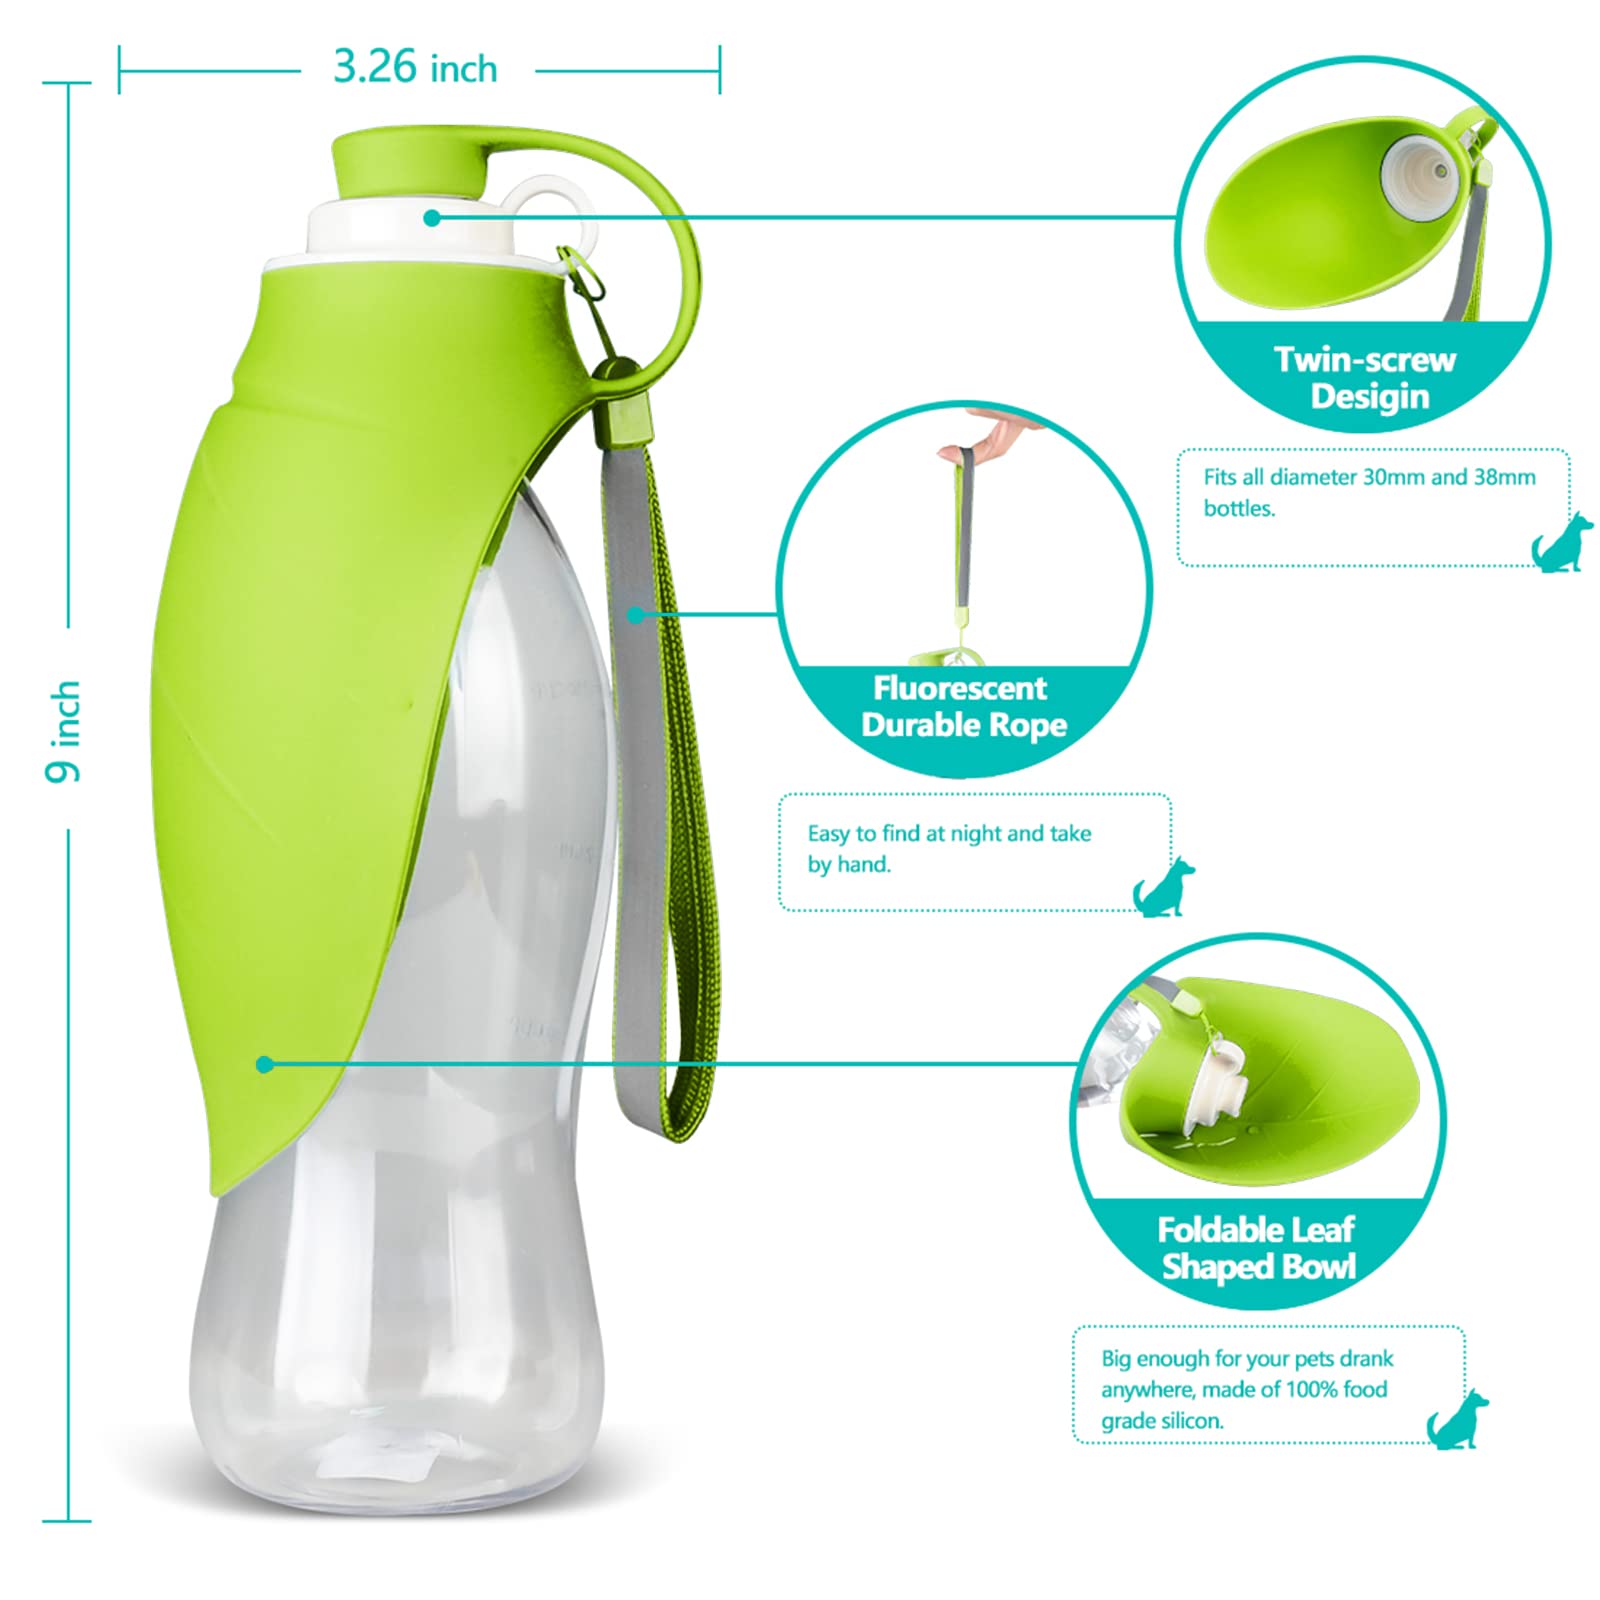 3.26 inch
9 inch
Twin-screw
Desigin
Fits all diameter 30mm and 38mm
bottles.
Fluorescent
Durable Rope
Easy to find at night and take
by hand.
Foldable Leaf
Shaped Bowl
Big enough for your pets drank
anywhere, made of 100% food
grade silicon.